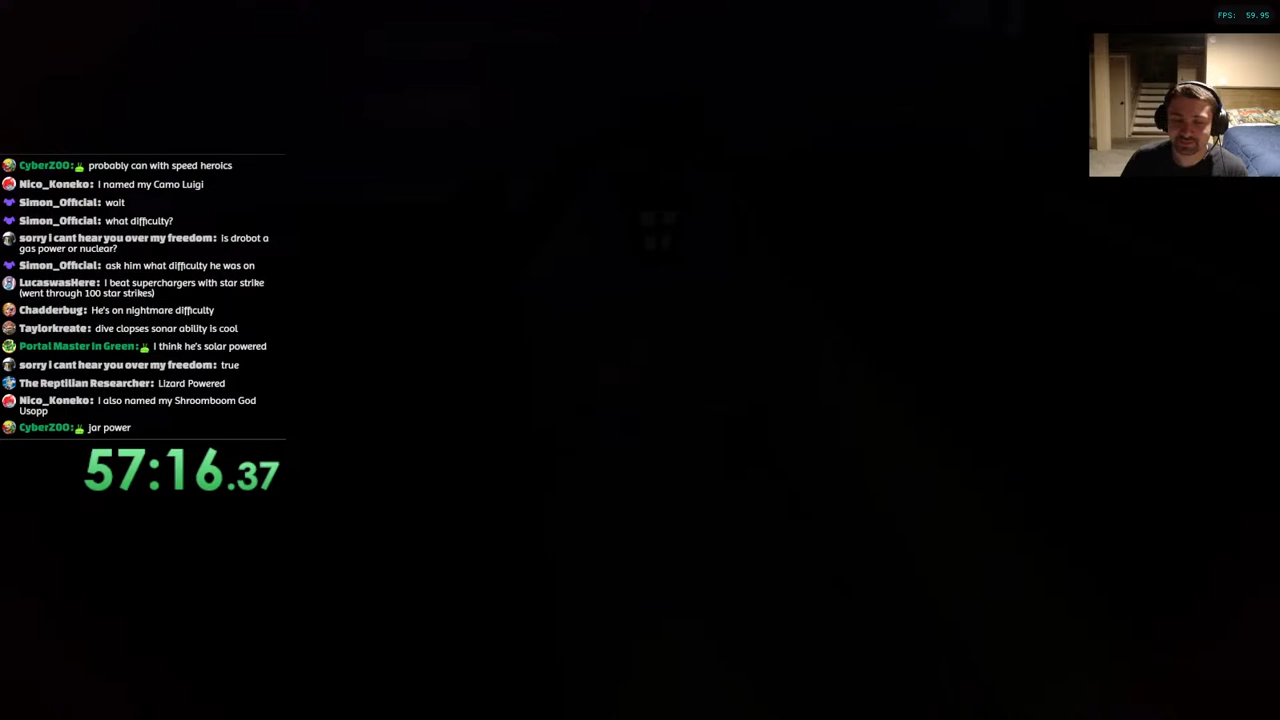 FPS: 59.95
CyberZOO: probably can with speed heroics
Nico_Koneko: I named my Camo Luigi
Simon_Official: wait
Simon_Official: what difficulty?
sorry i cant hear you over my freedom: is drobot a
gas power or nuclear?
Simon_Official: ask him what difficulty he was on
LucaswasHere: I beat superchargers with star strike
(went through 100 star strikes)
Chadderbug: He's on nightmare difficulty
Taylorkreate: dive clopses sonar ability is cool
Portal Master In Green: I think he's solar powered
sorry i cant hear you over my freedom: true
The Reptilian Researcher: Lizard Powered
Nico_Koneko: I also named my Shroomboom God
Usopp
CyberZOO: jar power
57:16.37